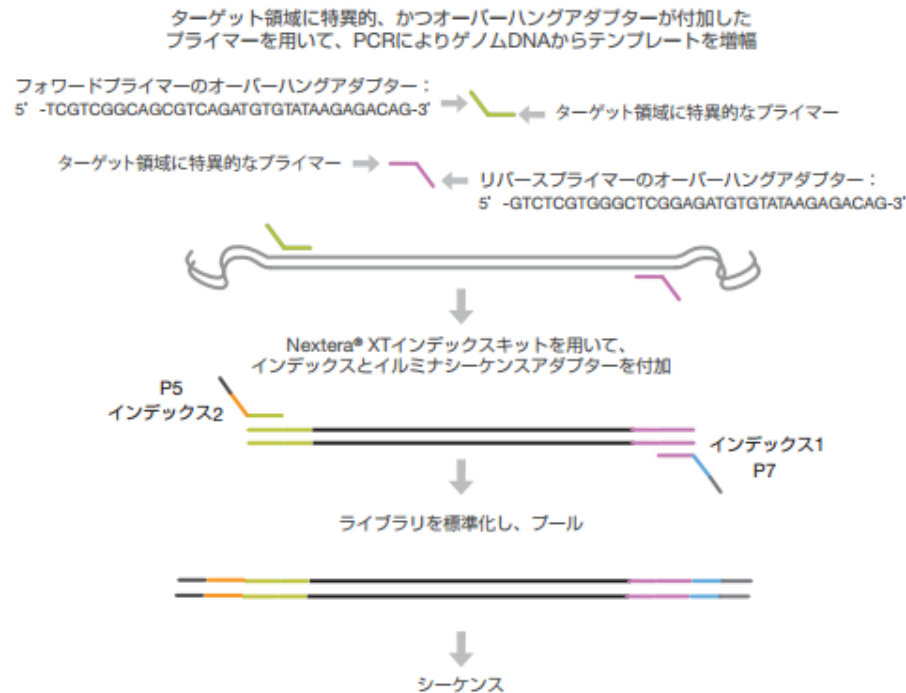 ターゲット領域に特異的、かつオーバーハングアダプターが付加した
プライマーを用いて、PCRによりゲノムDNAからテンプレートを増幅
フォワードプライマーのオーバーハングアダプター：
5’ -TCGTCGGCAGCGTCAGATGTGTATAAGAGACAG-3’
ターゲット領域に特異的なプライマー
ターゲット領域に特異的なプライマー
リバースプライマーのオーバーハングアダプター：
5’ -GTCTCGTGGGCTCGGAGATGTGTATAAGAGACAG-3’
Nextera® XTインデックスキットを用いて、
インデックスとイルミナシーケンスアダプターを付加
P5
インデックス2
インデックス1
P7
ライブラリを標準化し、プール
シーケンス